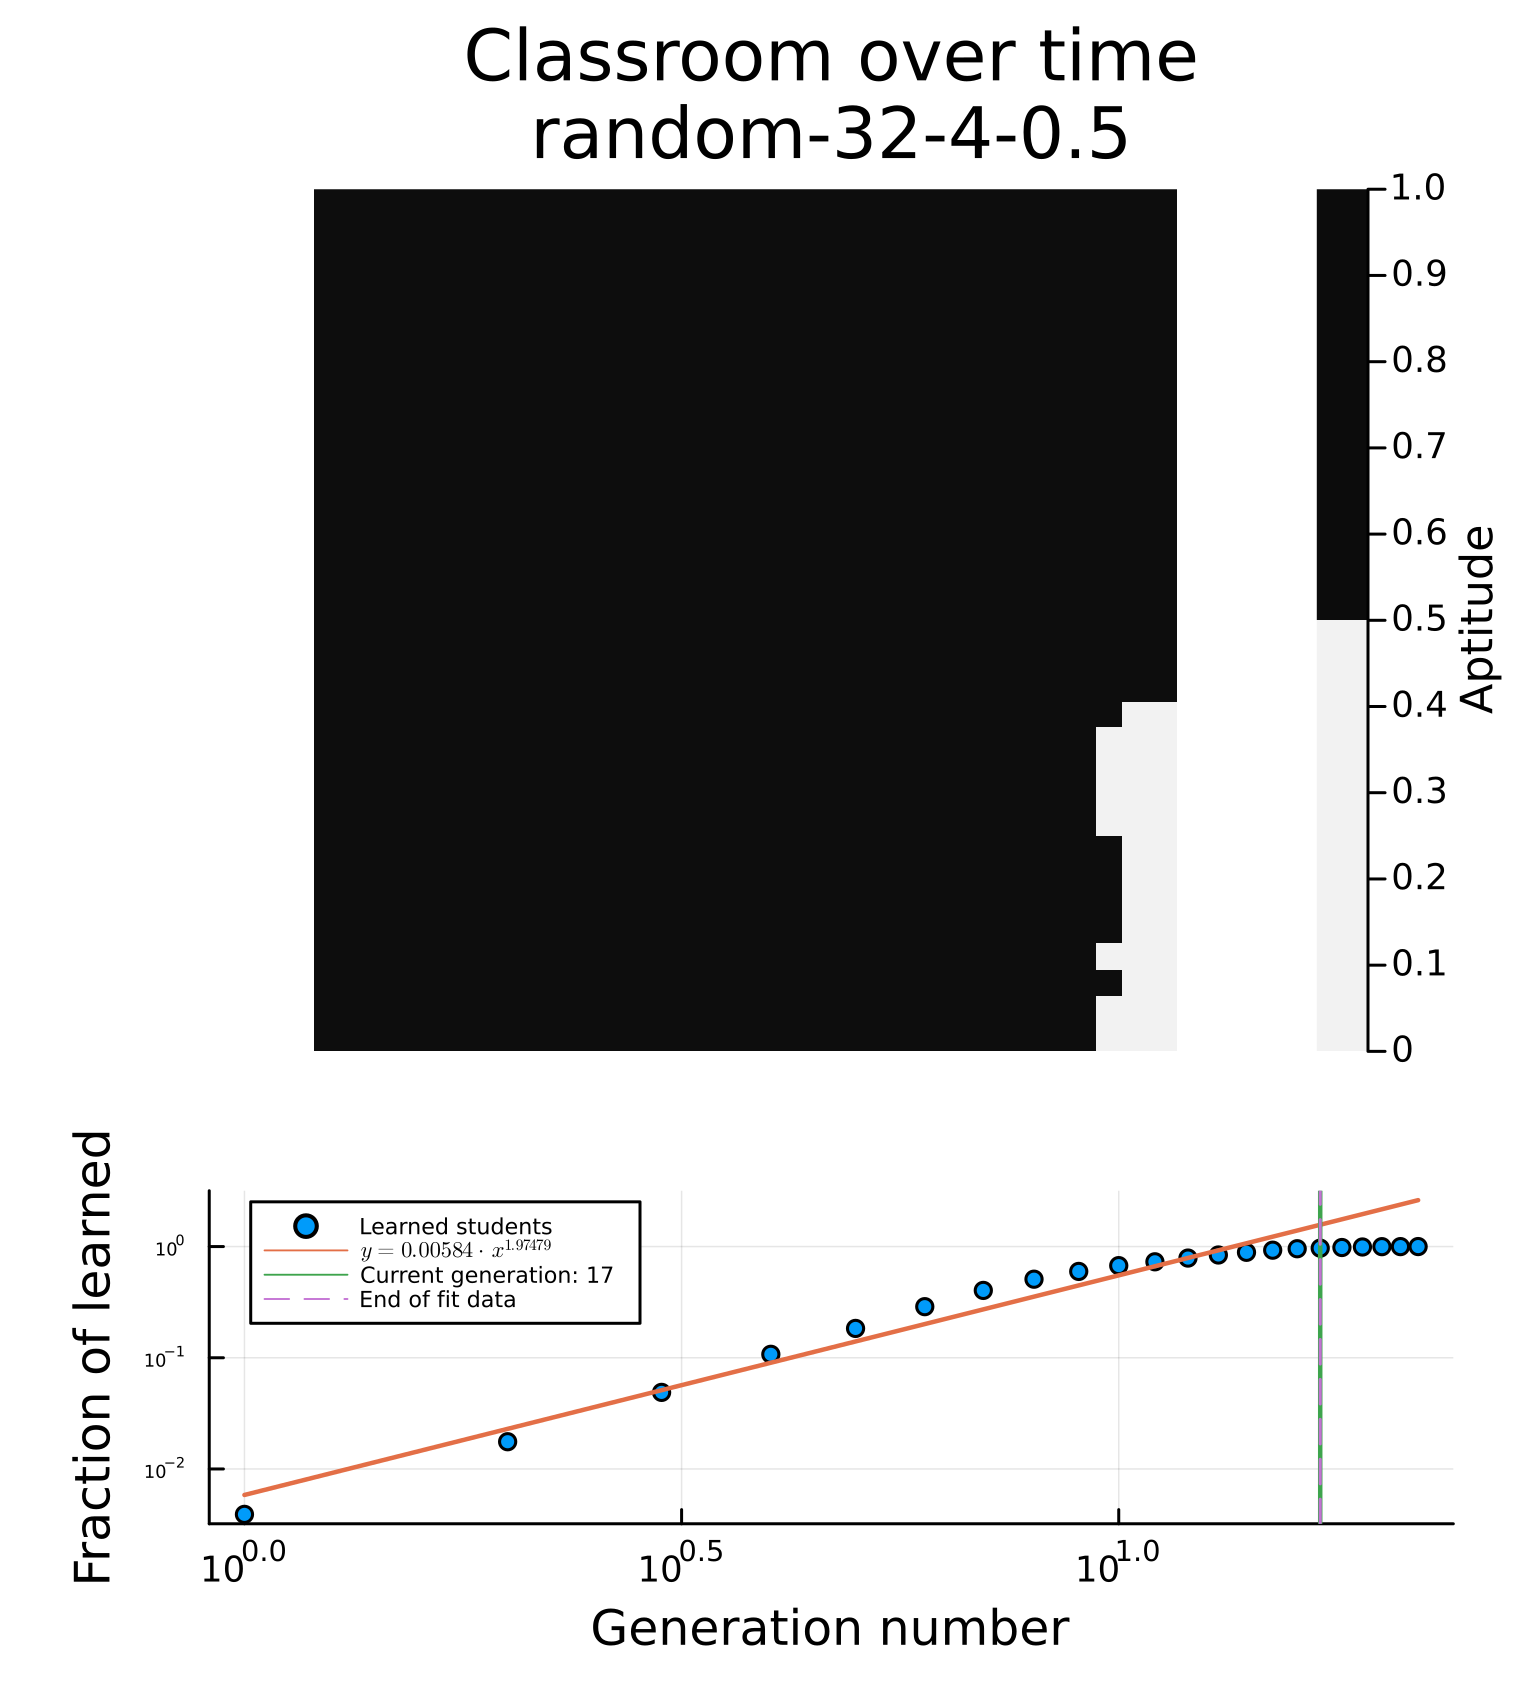 Classroom over time
random-32-4-0.5
1.0
0.9
0.8
0.7
0.6
0.5
0.4
0.3
0.2
0.1
0
Aptitude
Fraction of learned
10^0
10^−1
10^−2
Learned students
y = 0.00584 · x^1.97479
Current generation: 17
End of fit data
10^0.0
10^0.5
10^1.0
Generation number